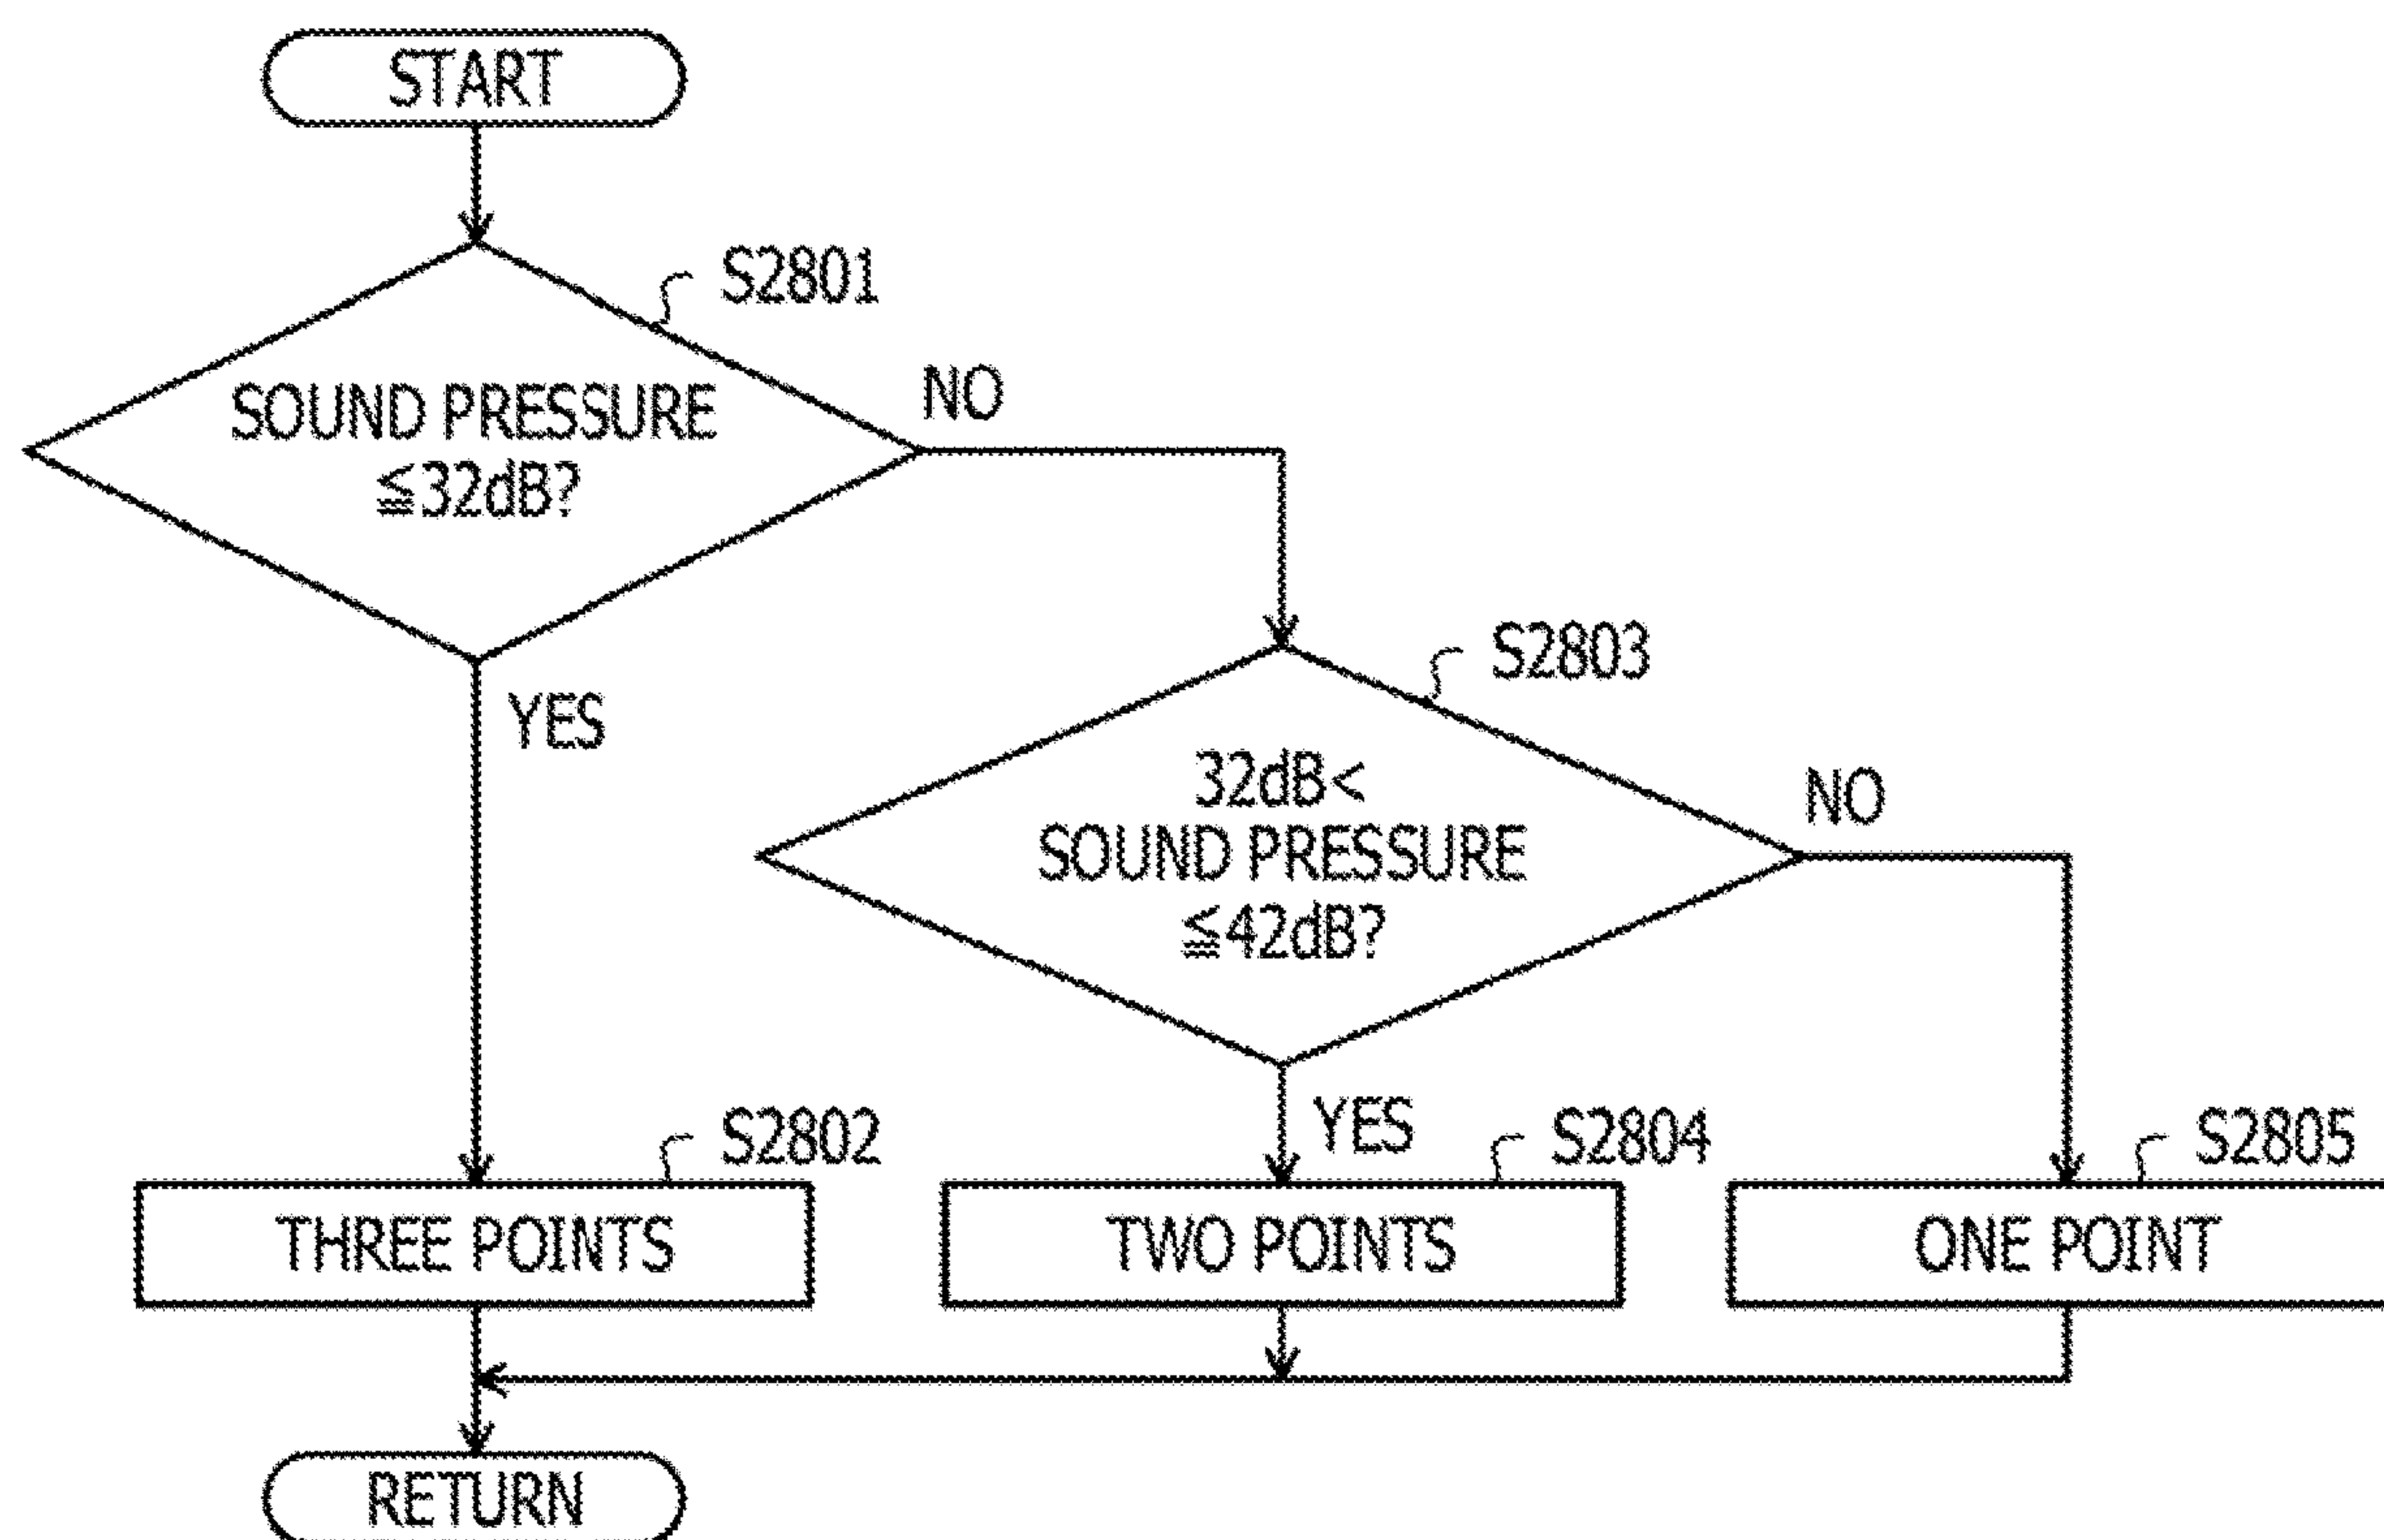 START
S2801
SOUND PRESSURE
≦32dB?
NO
YES
S2803
32dB<
SOUND PRESSURE
≦42dB?
NO
YES
S2802
THREE POINTS
S2804
TWO POINTS
S2805
ONE POINT
RETURN